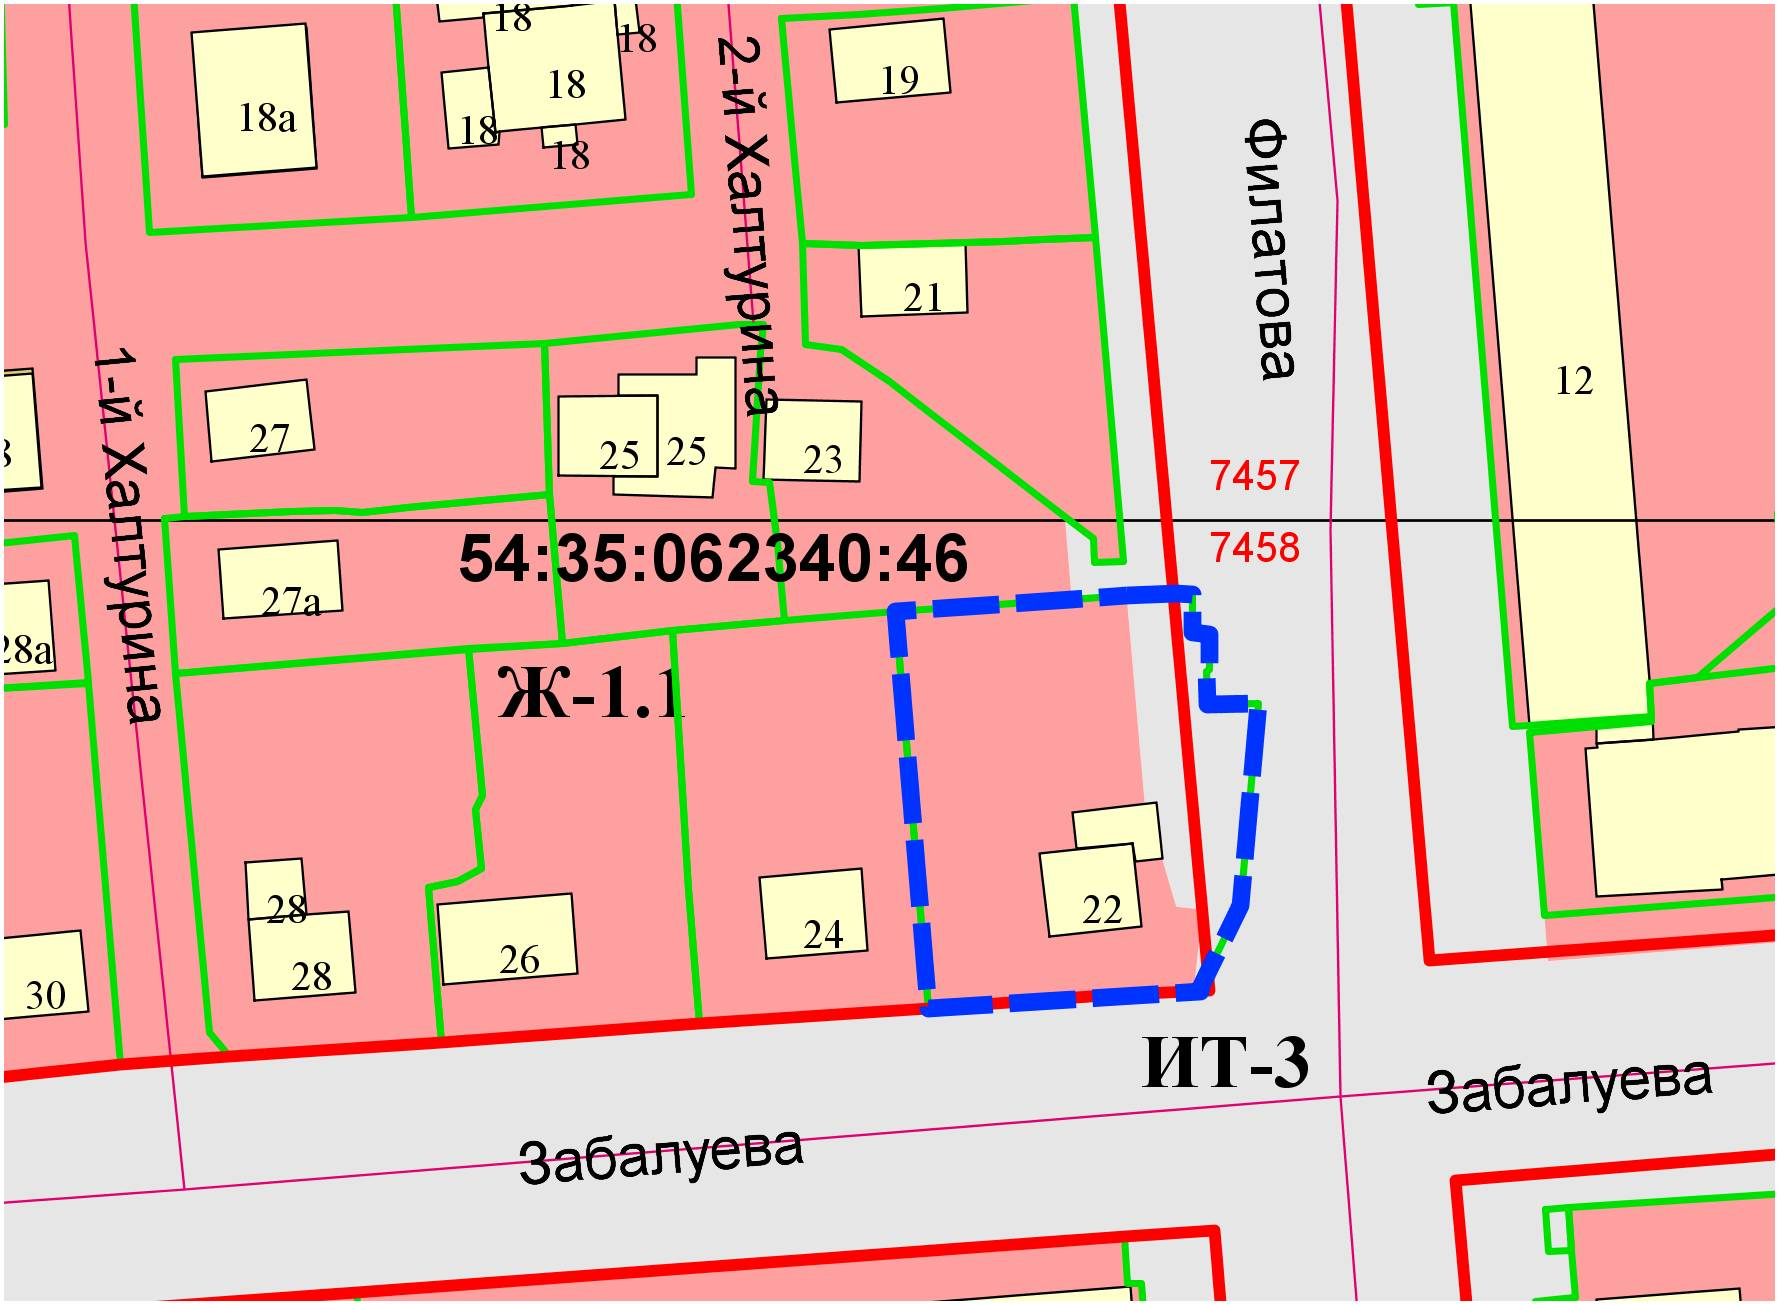 18
18
18а
18
18
18
2-й Халтурина
19
Филатова
21
1-й Халтурина
12
27
25
25
23
7457
54:35:062340:46
7458
27а
28а
Ж-1.1
28
22
24
26
28
30
ИТ-3
Забалуева
Забалуева